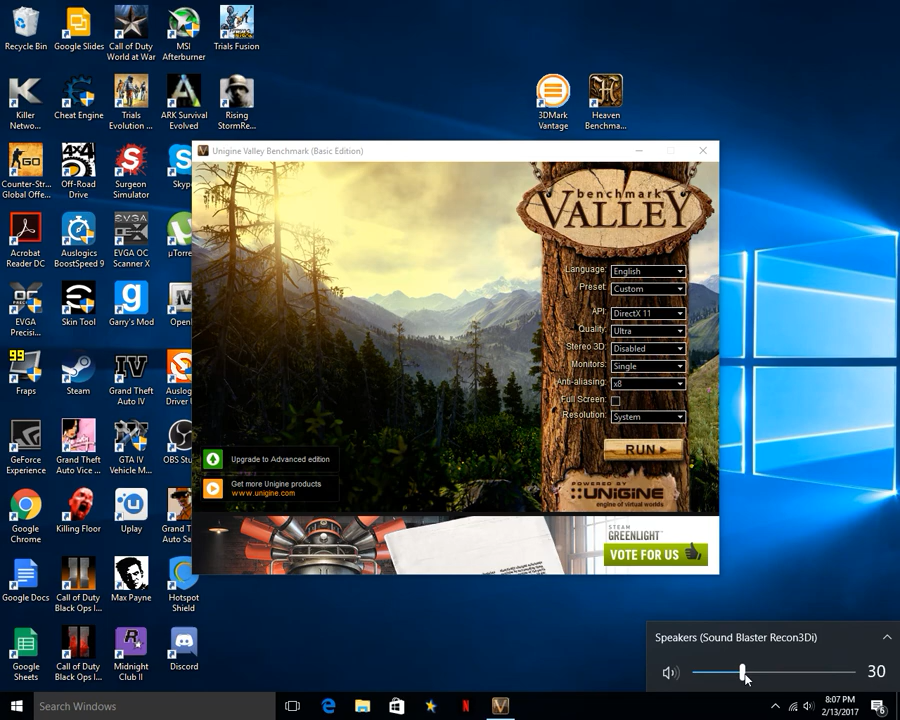 Recycle Bin
Google Slides
Call of Duty
World at War
MSI
Afterburner
Trials Fusion
Killer
Netwo...
Cheat Engine
Trials
Evolution ...
ARK Survival
Evolved
Rising
StormRe...
3DMark
Vantage
Heaven
Benchma...
GO
Counter-Str...
Global Offe...
4x4
Off-Road
Drive
Surgeon
Simulator
Skyp
Acrobat
Reader DC
Auslogics
BoostSpeed 9
EVGA OC
Scanner X
µTorre
EVGA
Precisi...
Skin Tool
Garry's Mod
OpenI
99
Fraps
Steam
IV
Grand Theft
Auto IV
Auslog
Driver U
GeForce
Experience
Grand Theft
Auto Vice ...
GTA IV
Vehicle M...
OBS Stu
Google
Chrome
Killing Floor
Uplay
Grand T
Auto Sa
Google Docs
Call of Duty
Black Ops I...
Max Payne
Hotspot
Shield
Google
Sheets
Call of Duty
Black Ops I...
Midnight
Club II
Discord
Unigine Valley Benchmark (Basic Edition)
benchmark
VALLEY
Language: English
Preset: Custom
API: DirectX 11
Quality: Ultra
Stereo 3D: Disabled
Monitors: Single
Anti-aliasing: x8
Full Screen:
Resolution: System
RUN
POWERED BY
UNIGINE
engine of virtual worlds
Upgrade to Advanced edition
Get more Unigine products
www.unigine.com
STEAM
GREENLIGHT
VOTE FOR US
Speakers (Sound Blaster Recon3Di)
30
Search Windows
8:07 PM
2/13/2017
6